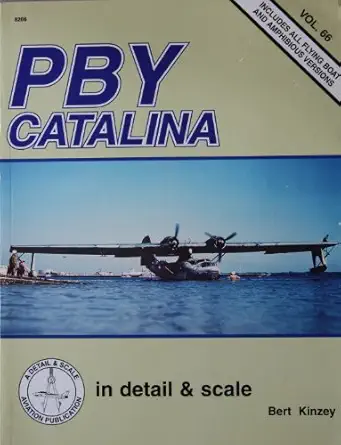 8266
VOL. 66
INCLUDES ALL FLYING BOAT
AND AMPHIBIOUS VERSIONS
PBY
CATALINA
A DETAIL & SCALE
AVIATION PUBLICATION
in detail & scale
Bert Kinzey